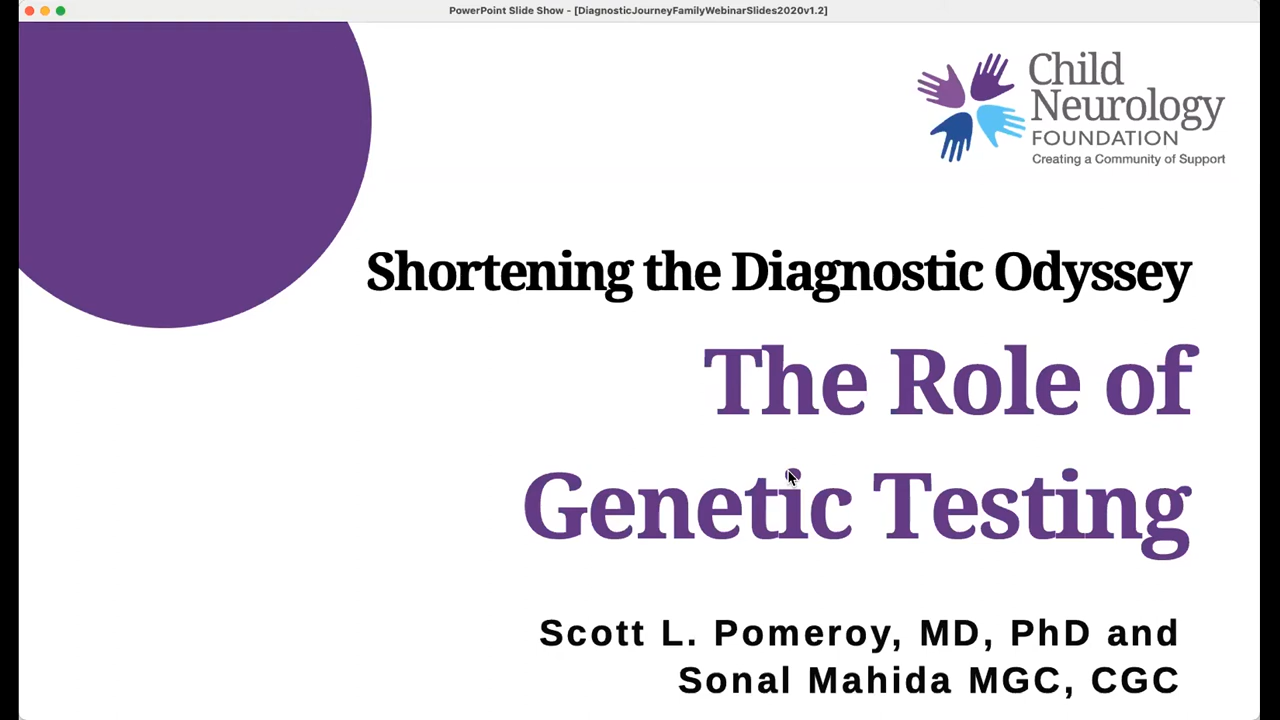 PowerPoint Slide Show - [DiagnosticJourneyFamilyWebinarSlides2020v1.2]
Child
Neurology
FOUNDATION
Creating a Community of Support
Shortening the Diagnostic Odyssey
The Role of
Genetic Testing
Scott L. Pomeroy, MD, PhD and
Sonal Mahida MGC, CGC